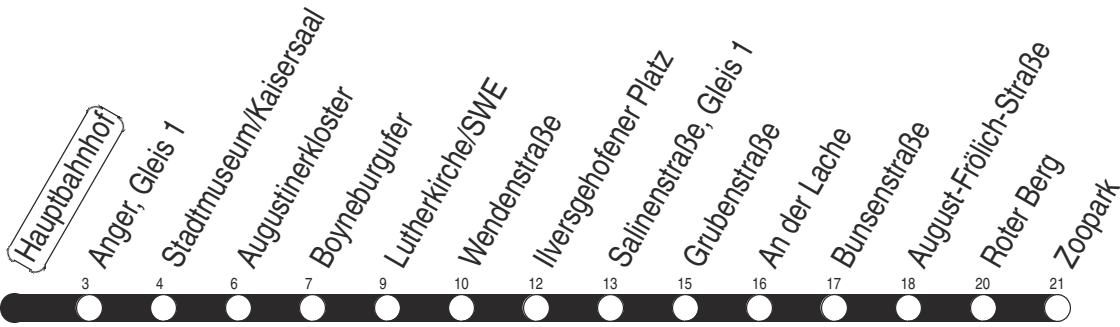 Hauptbahnhof
Anger, Gleis 1
Stadtmuseum/Kaisersaal
Augustinerkloster
Boyneburgufer
Lutherkirche/SWE
Wendenstraße
Ilversgehofener Platz
Salinenstraße, Gleis 1
Grubenstraße
An der Lache
Bunsenstraße
August-Frölich-Straße
Roter Berg
Zoopark
3 4 6 7 9 10 12 13 15 16 17 18 20 21